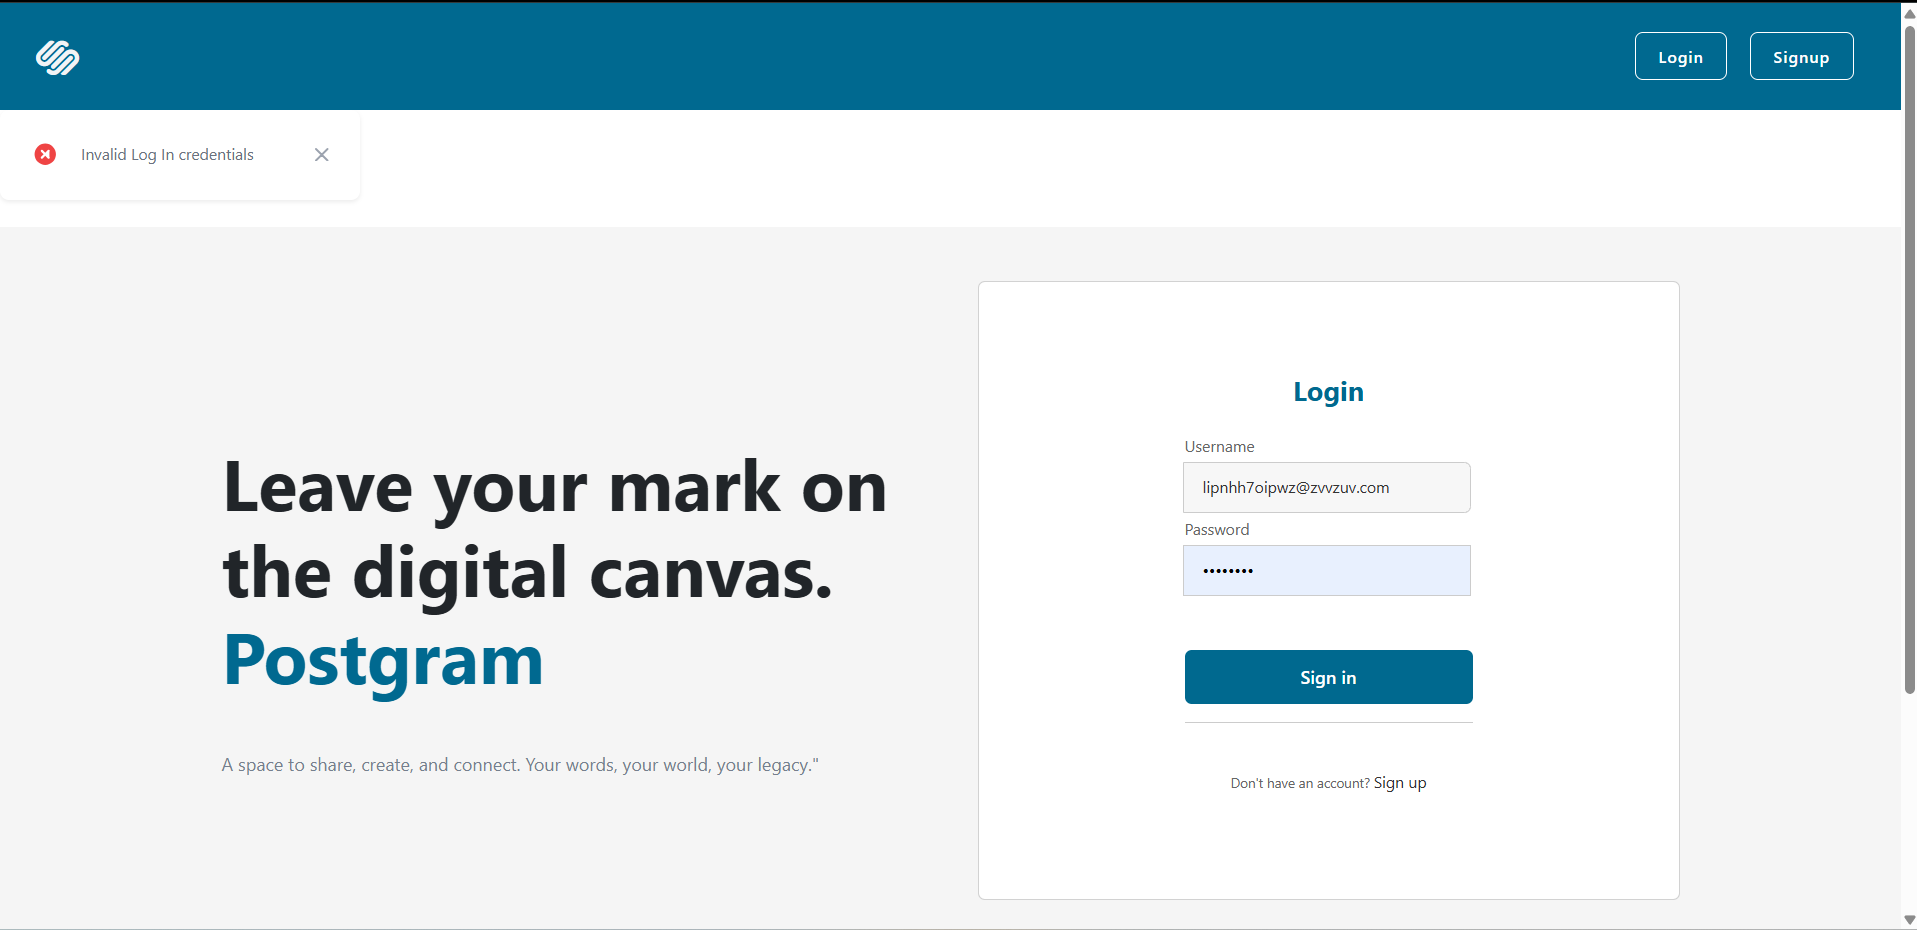 Login
Signup
Invalid Log In credentials
Leave your mark on
the digital canvas.
Postgram
A space to share, create, and connect. Your words, your world, your legacy."
Login
Username
lipnhh7oipwz@zvvzuv.com
Password
••••••••
Sign in
Don't have an account? Sign up